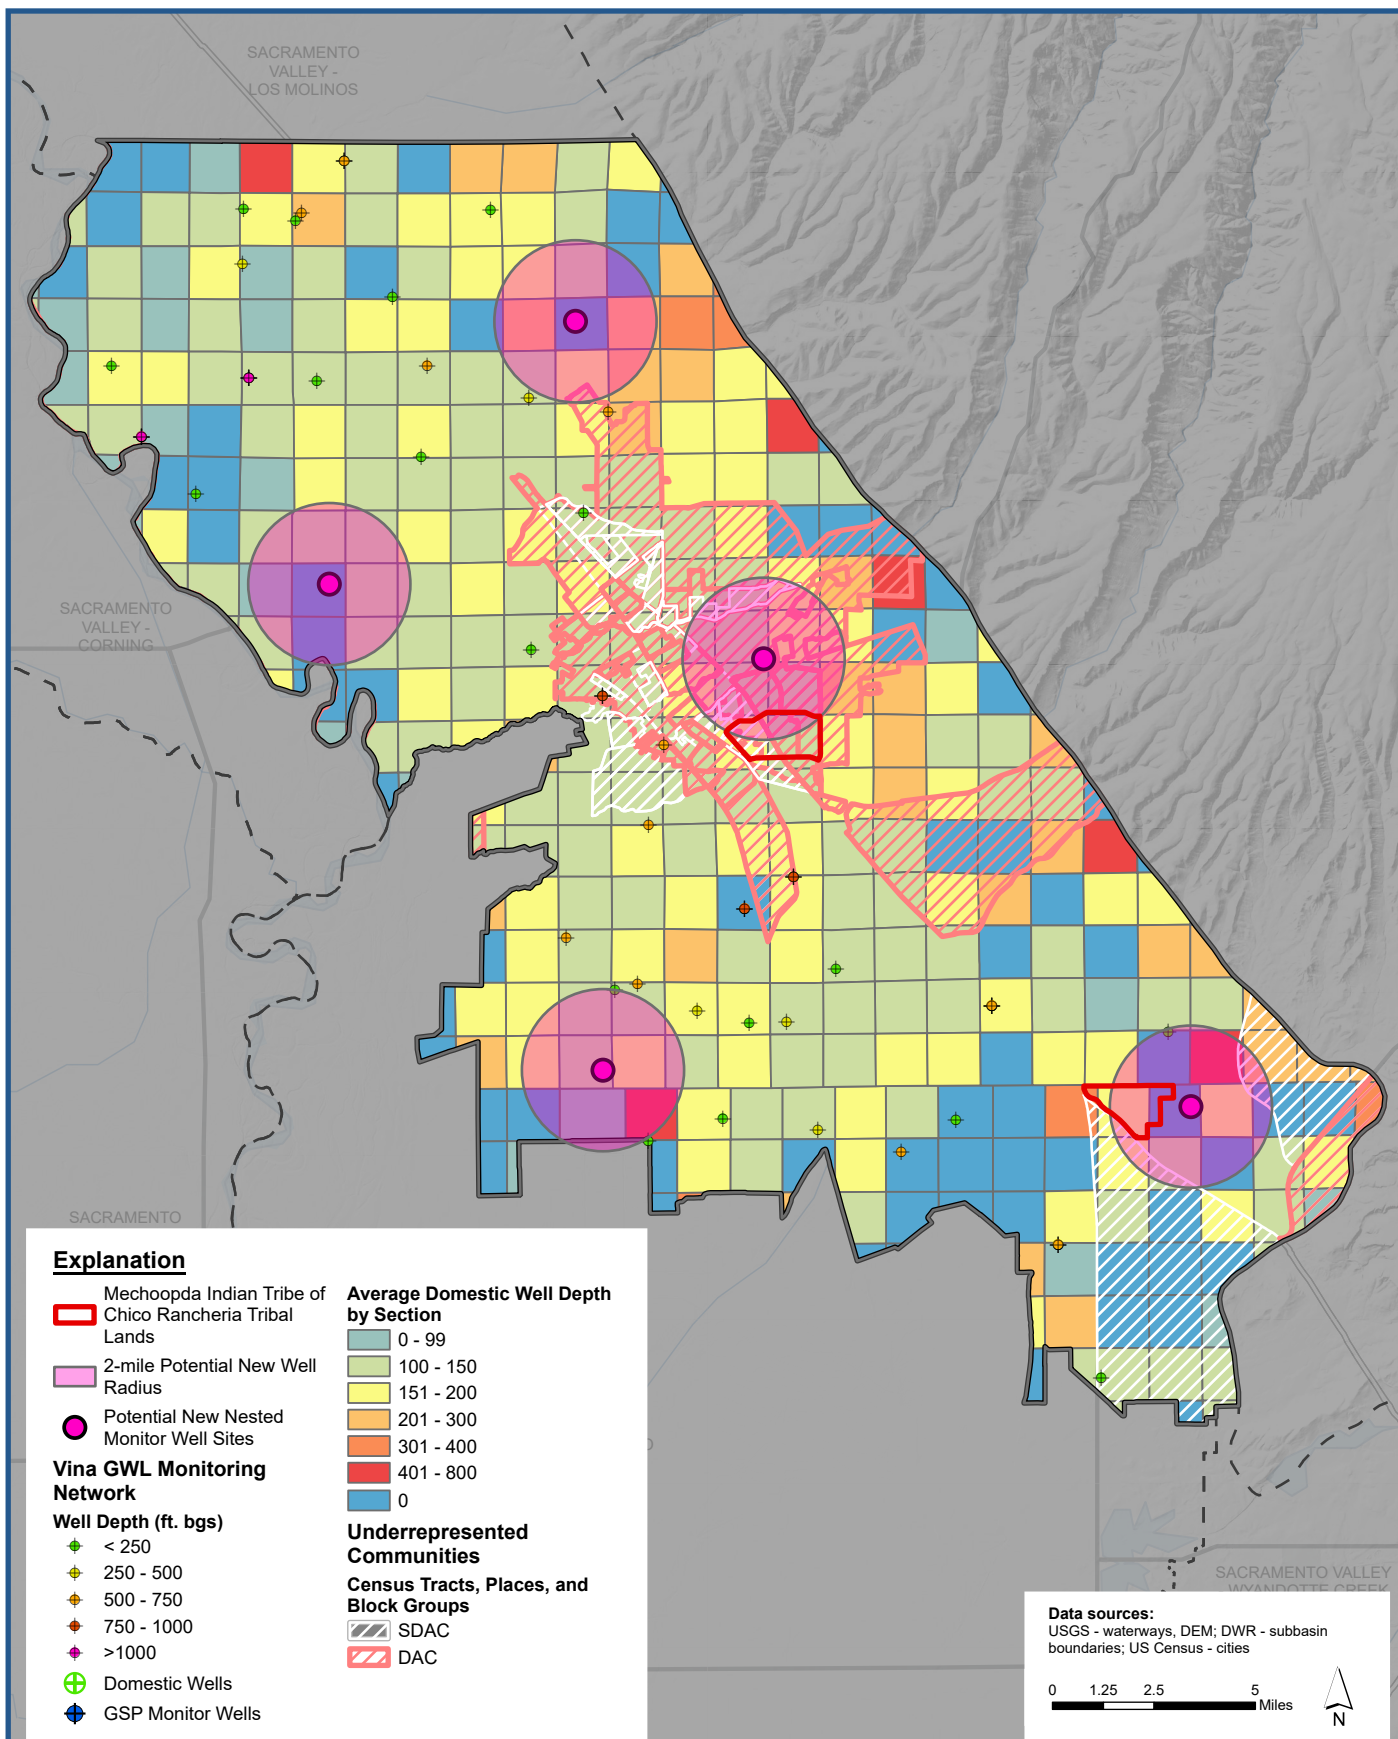 SACRAMENTO
VALLEY -
LOS MOLINOS
SACRAMENTO
VALLEY -
CORNING
SACRAMENTO
Explanation
Mechoopda Indian Tribe of
Chico Rancheria Tribal
Lands
2-mile Potential New Well
Radius
Potential New Nested
Monitor Well Sites
Vina GWL Monitoring
Network
Well Depth (ft. bgs)
< 250
250 - 500
500 - 750
750 - 1000
>1000
Domestic Wells
GSP Monitor Wells
Average Domestic Well Depth
by Section
0 - 99
100 - 150
151 - 200
201 - 300
301 - 400
401 - 800
0
Underrepresented
Communities
Census Tracts, Places, and
Block Groups
SDAC
DAC
SACRAMENTO VALLEY
WYANDOTTE CREEK
Data sources:
USGS - waterways, DEM; DWR - subbasin
boundaries; US Census - cities
0 1.25 2.5 5
Miles
N